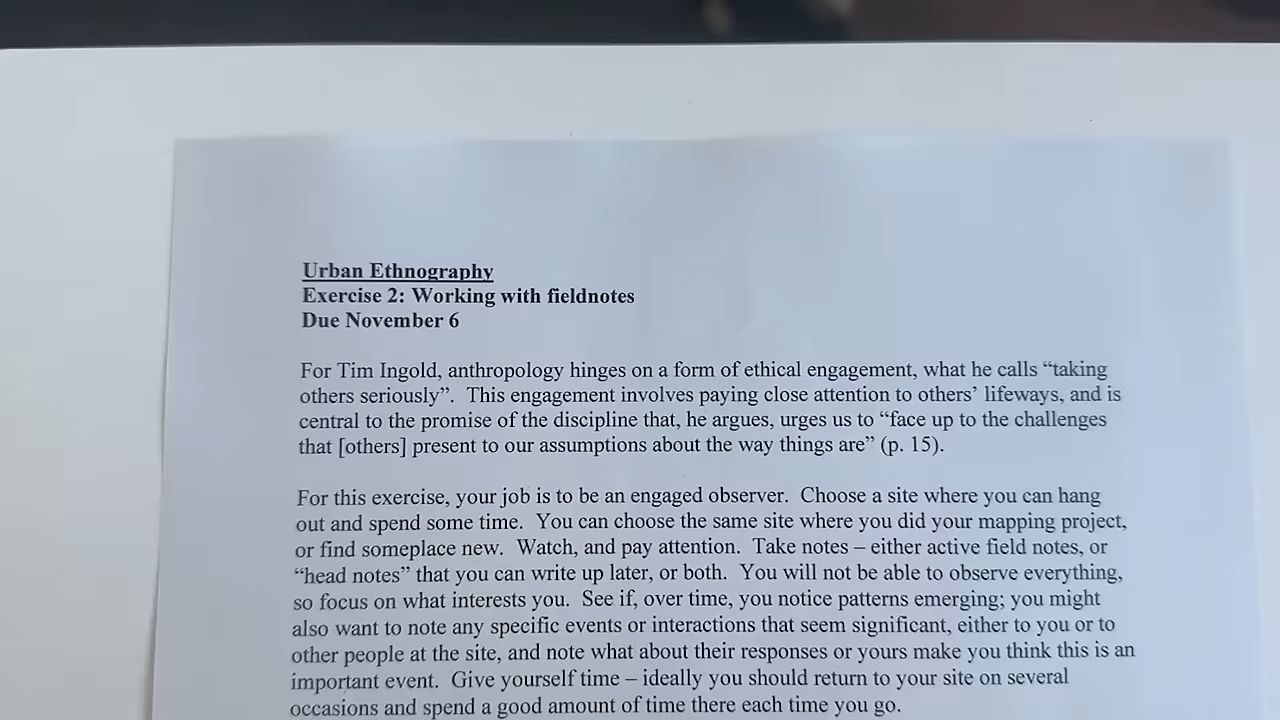 Urban Ethnography
Exercise 2: Working with fieldnotes
Due November 6
For Tim Ingold, anthropology hinges on a form of ethical engagement, what he calls “taking
others seriously”. This engagement involves paying close attention to others’ lifeways, and is
central to the promise of the discipline that, he argues, urges us to “face up to the challenges
that [others] present to our assumptions about the way things are” (p. 15).
For this exercise, your job is to be an engaged observer. Choose a site where you can hang
out and spend some time. You can choose the same site where you did your mapping project,
or find someplace new. Watch, and pay attention. Take notes – either active field notes, or
“head notes” that you can write up later, or both. You will not be able to observe everything,
so focus on what interests you. See if, over time, you notice patterns emerging; you might
also want to note any specific events or interactions that seem significant, either to you or to
other people at the site, and note what about their responses or yours make you think this is an
important event. Give yourself time – ideally you should return to your site on several
occasions and spend a good amount of time there each time you go.